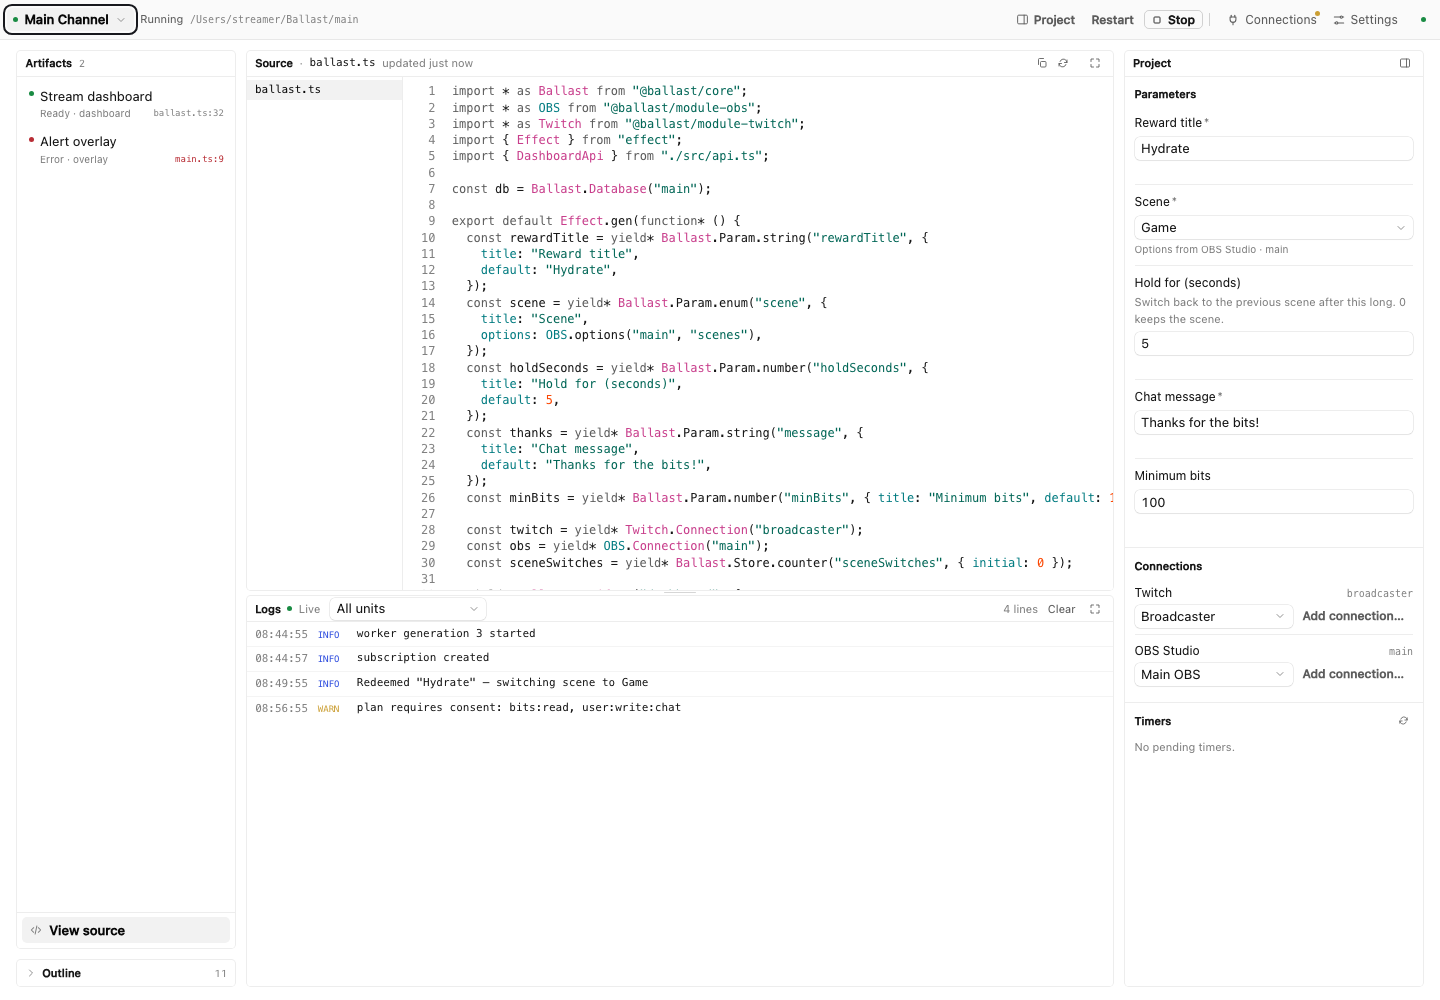 Main Channel
Running /Users/streamer/Ballast/main
Project
Restart
Stop
Connections
Settings
Artifacts 2
Stream dashboard
Ready · dashboard ballast.ts:32
Alert overlay
Error · overlay main.ts:9
View source
Outline 11
Source · ballast.ts updated just now
ballast.ts
1 import * as Ballast from "@ballast/core";
2 import * as OBS from "@ballast/module-obs";
3 import * as Twitch from "@ballast/module-twitch";
4 import { Effect } from "effect";
5 import { DashboardApi } from "./src/api.ts";
6
7 const db = Ballast.Database("main");
8
9 export default Effect.gen(function* () {
10 const rewardTitle = yield* Ballast.Param.string("rewardTitle", {
11 title: "Reward title",
12 default: "Hydrate",
13 });
14 const scene = yield* Ballast.Param.enum("scene", {
15 title: "Scene",
16 options: OBS.options("main", "scenes"),
17 });
18 const holdSeconds = yield* Ballast.Param.number("holdSeconds", {
19 title: "Hold for (seconds)",
20 default: 5,
21 });
22 const thanks = yield* Ballast.Param.string("message", {
23 title: "Chat message",
24 default: "Thanks for the bits!",
25 });
26 const minBits = yield* Ballast.Param.number("minBits", { title: "Minimum bits", default: 1
27
28 const twitch = yield* Twitch.Connection("broadcaster");
29 const obs = yield* OBS.Connection("main");
30 const sceneSwitches = yield* Ballast.Store.counter("sceneSwitches", { initial: 0 });
31
Logs Live All units 4 lines Clear
08:44:55 INFO worker generation 3 started
08:44:57 INFO subscription created
08:49:55 INFO Redeemed "Hydrate" — switching scene to Game
08:56:55 WARN plan requires consent: bits:read, user:write:chat
Project
Parameters
Reward title*
Hydrate
Scene*
Game
Options from OBS Studio · main
Hold for (seconds)
Switch back to the previous scene after this long. 0
keeps the scene.
5
Chat message*
Thanks for the bits!
Minimum bits
100
Connections
Twitch broadcaster
Broadcaster Add connection...
OBS Studio main
Main OBS Add connection...
Timers
No pending timers.